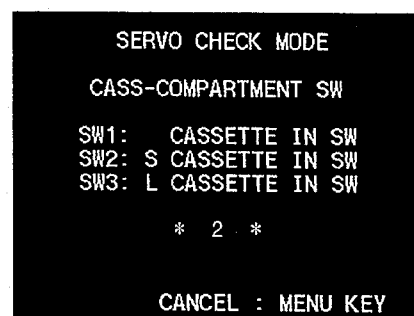 SERVO CHECK MODE
CASS-COMPARTMENT SW
SW1: CASSETTE IN SW
SW2: S CASSETTE IN SW
SW3: L CASSETTE IN SW
* 2 *
CANCEL : MENU KEY